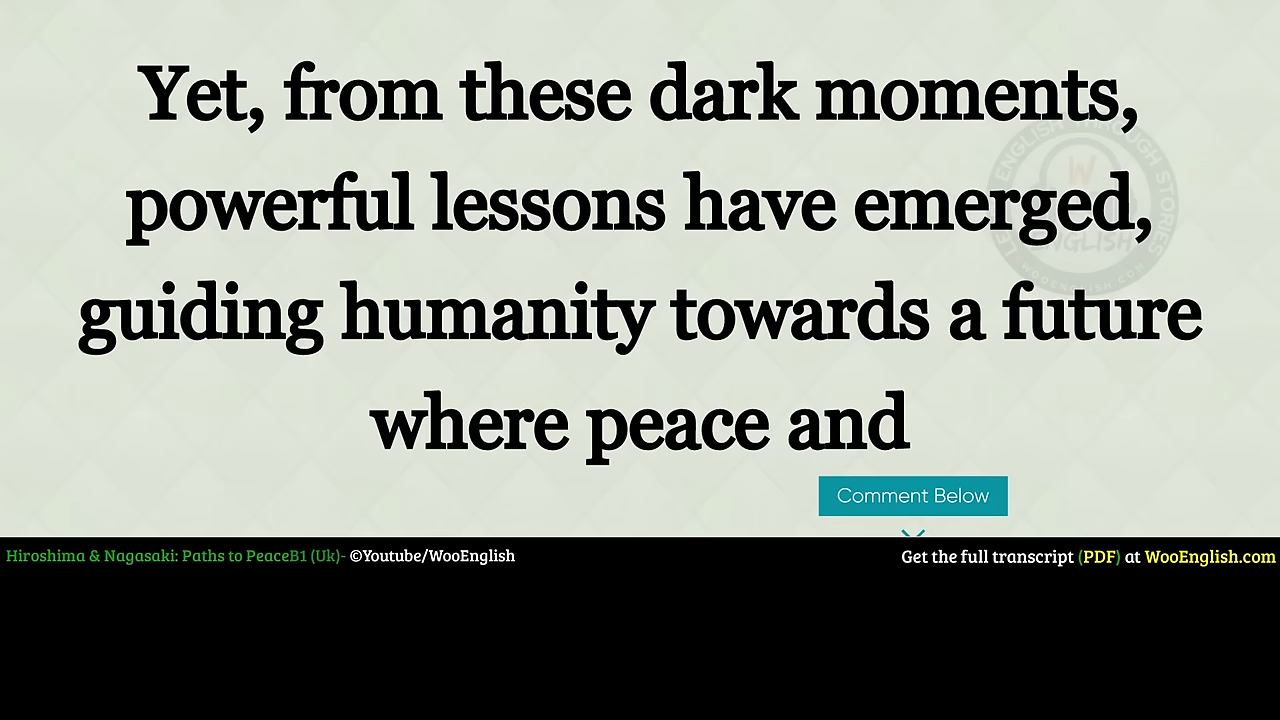 Yet, from these dark moments,
powerful lessons have emerged,
guiding humanity towards a future
where peace and
Comment Below
Hiroshima & Nagasaki: Paths to PeaceB1 (Uk)- ©Youtube/WooEnglish
Get the full transcript (PDF) at WooEnglish.com